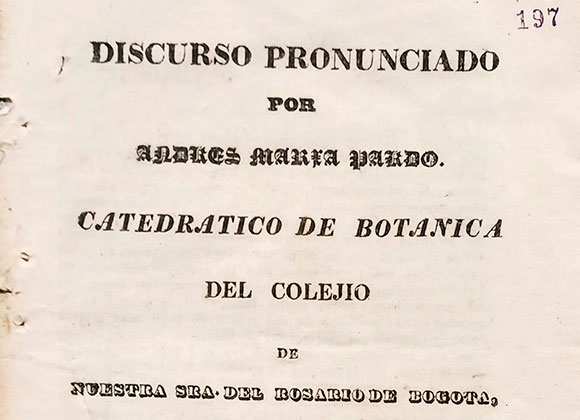 197
DISCURSO PRONUNCIADO
POR
ANDRES MARIA PARDO.
CATEDRATICO DE BOTANICA
DEL COLEJIO
DE
NUESTRA SRA. DEL ROSARIO DE BOGOTA,